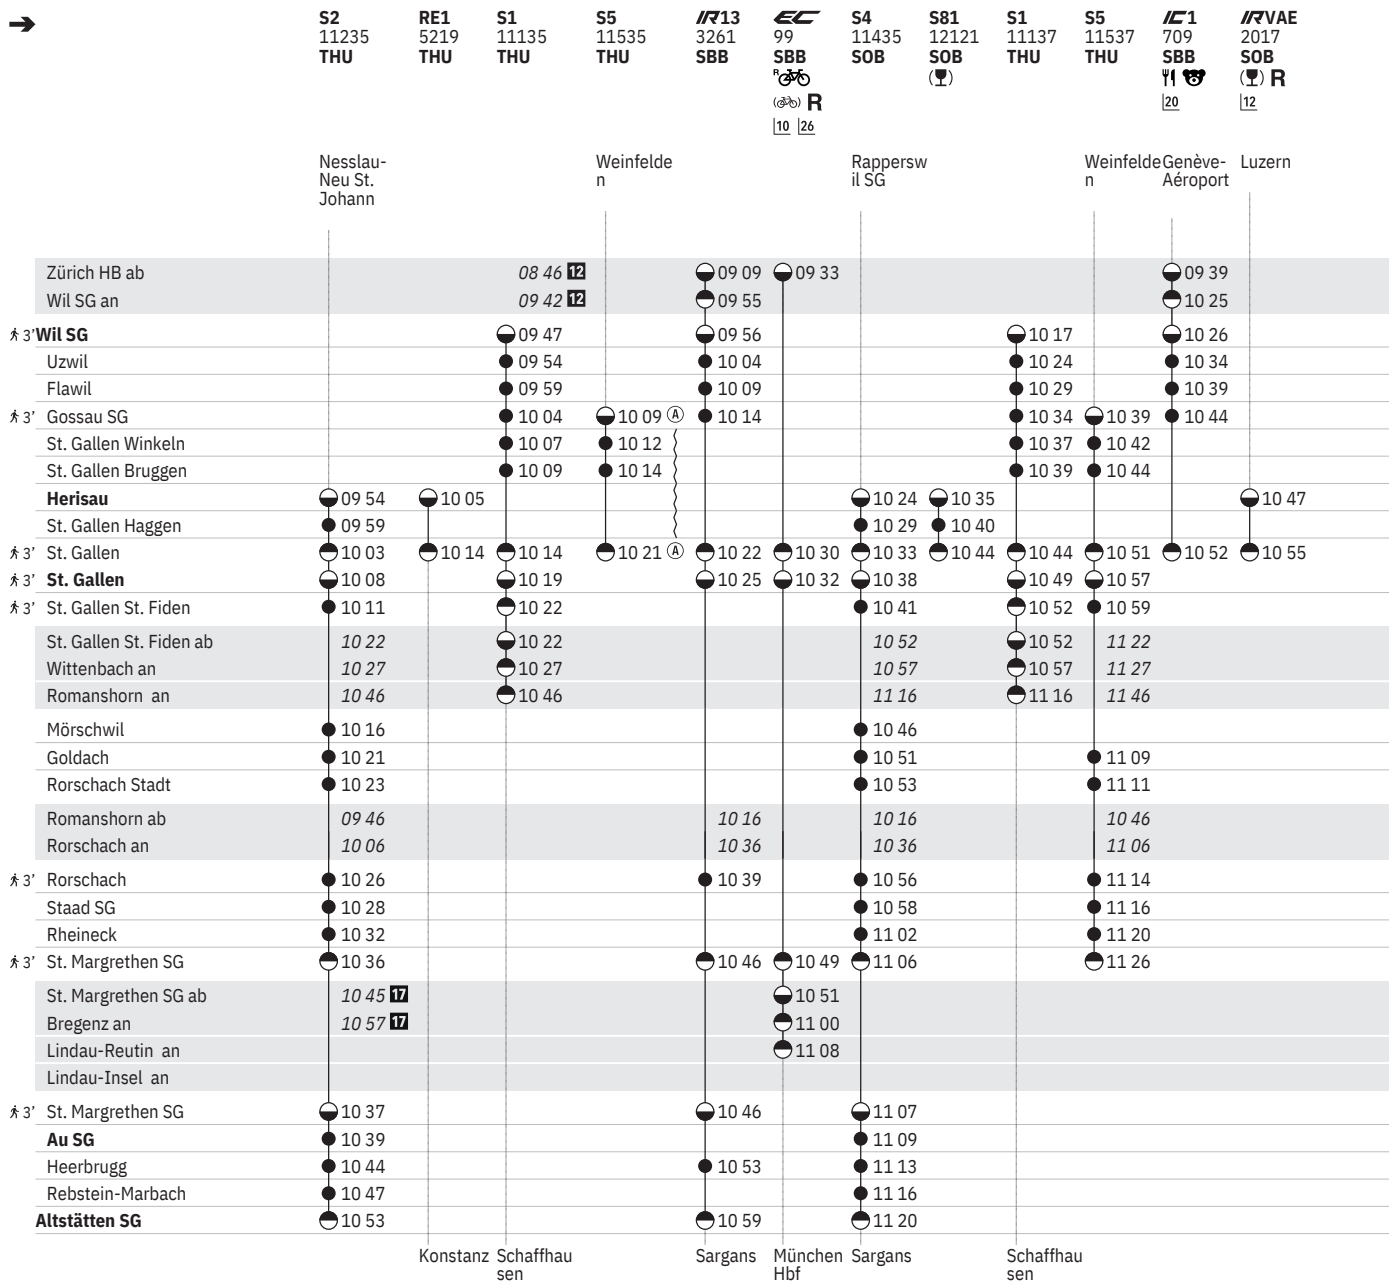 S2 RE1 S1 S5 IR13 EC S4 S81 S1 S5 IC1 IRVAE
11235 5219 11135 11535 3261 99 11435 12121 11137 11537 709 2017
THU THU THU THU SBB SBB SOB SOB THU THU SBB SOB
R R
R 20 12
10 26
Nesslau- Weinfelde Rappersw Weinfelde Genève- Luzern
Neu St. n il SG n Aéroport
Johann
Zürich HB ab 08 46 12 09 09 09 33 09 39
Wil SG an 09 42 12 09 55 10 25
3' Wil SG 09 47 09 56 10 17 10 26
Uzwil 09 54 10 04 10 24 10 34
Flawil 09 59 10 09 10 29 10 39
3' Gossau SG 10 04 10 09 A 10 14 10 34 10 39 10 44
St. Gallen Winkeln 10 07 10 12 10 37 10 42
St. Gallen Bruggen 10 09 10 14 10 39 10 44
Herisau 09 54 10 05 10 24 10 35 10 47
St. Gallen Haggen 09 59 10 29 10 40
3' St. Gallen 10 03 10 14 10 14 10 21 A 10 22 10 30 10 33 10 44 10 44 10 51 10 52 10 55
3' St. Gallen 10 08 10 19 10 25 10 32 10 38 10 49 10 57
3' St. Gallen St. Fiden 10 11 10 22 10 41 10 52 10 59
St. Gallen St. Fiden ab 10 22 10 22 10 52 10 52 11 22
Wittenbach an 10 27 10 27 10 57 10 57 11 27
Romanshorn an 10 46 10 46 11 16 11 16 11 46
Mörschwil 10 16 10 46
Goldach 10 21 10 51 11 09
Rorschach Stadt 10 23 10 53 11 11
Romanshorn ab 09 46 10 16 10 16 10 46
Rorschach an 10 06 10 36 10 36 11 06
3' Rorschach 10 26 10 39 10 56 11 14
Staad SG 10 28 10 58 11 16
Rheineck 10 32 11 02 11 20
3' St. Margrethen SG 10 36 10 46 10 49 11 06 11 26
St. Margrethen SG ab 10 45 17 10 51
Bregenz an 10 57 17 11 00
Lindau-Reutin an 11 08
Lindau-Insel an
3' St. Margrethen SG 10 37 10 46 11 07
Au SG 10 39 11 09
Heerbrugg 10 44 10 53 11 13
Rebstein-Marbach 10 47 11 16
Altstätten SG 10 53 10 59 11 20
Konstanz Schaffhau Sargans München Sargans Schaffhau
sen Hbf sen